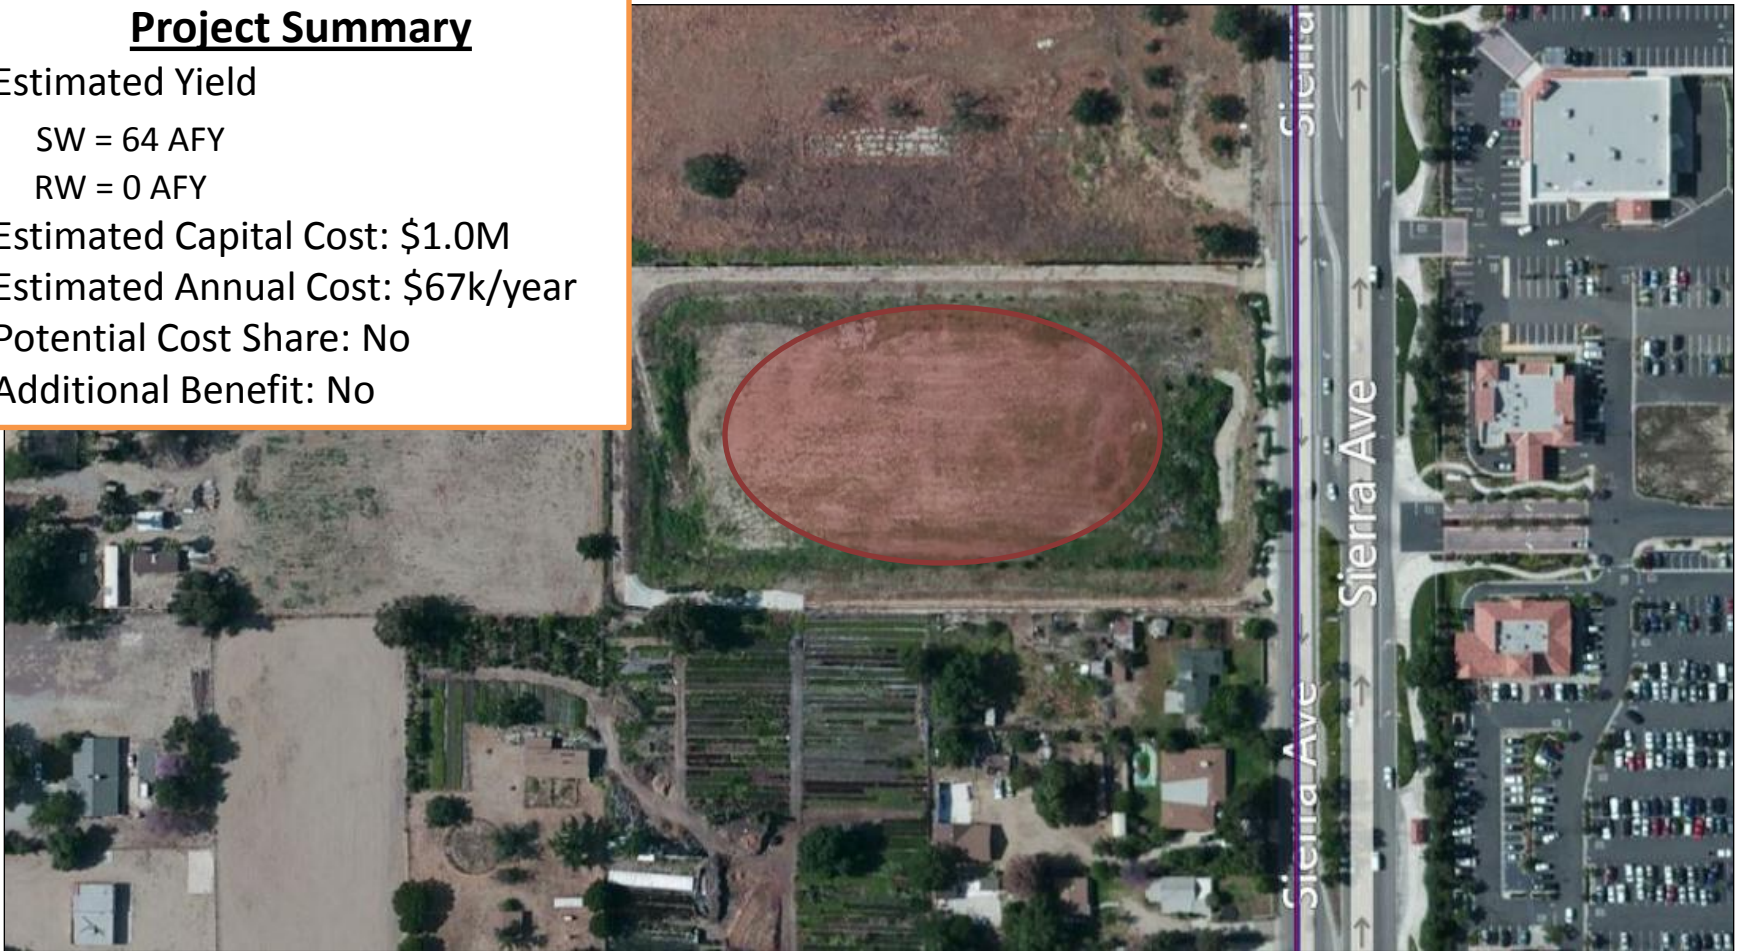 Project Summary
Estimated Yield
SW = 64 AFY
RW = 0 AFY
Estimated Capital Cost: $1.0M
Estimated Annual Cost: $67k/year
Potential Cost Share: No
Additional Benefit: No
Sierra
Sierra Ave
Sierra Ave